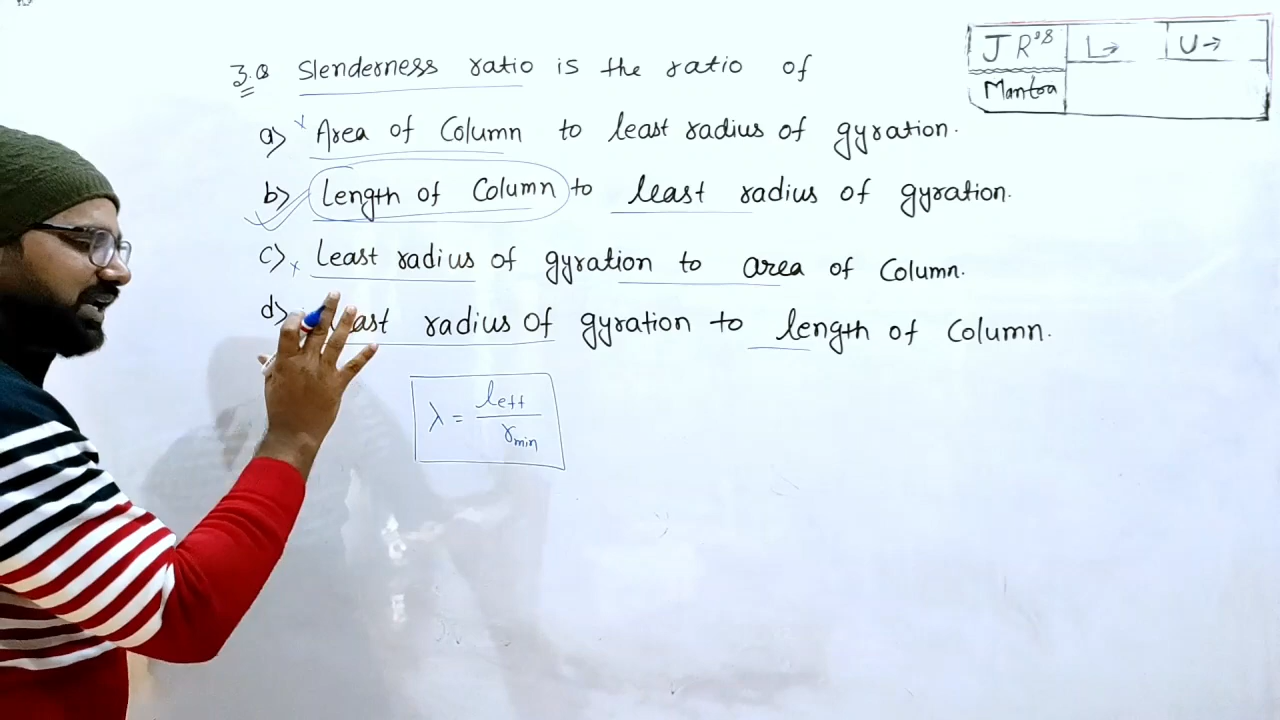 3.Q Slenderness ratio is the ratio of
a) Area of Column to least radius of gyration.
b) Length of Column to least radius of gyration.
c) Least radius of gyration to area of Column.
d) radius of gyration to length of Column.
λ = leff / rmin
JR'S L→ U→
Mantra